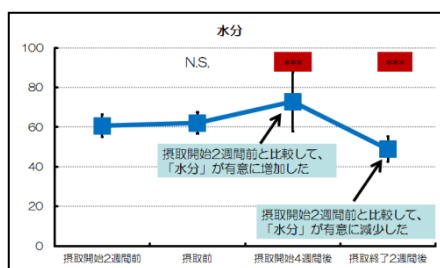 水分
100
80
60
40
20
0
N.S.
***
***
摂取開始2週間前と比較して、
「水分」が有意に増加した
摂取開始2週間前と比較して、
「水分」が有意に減少した
摂取開始2週間前
摂取前
摂取開始4週間後
摂取終了2週間後